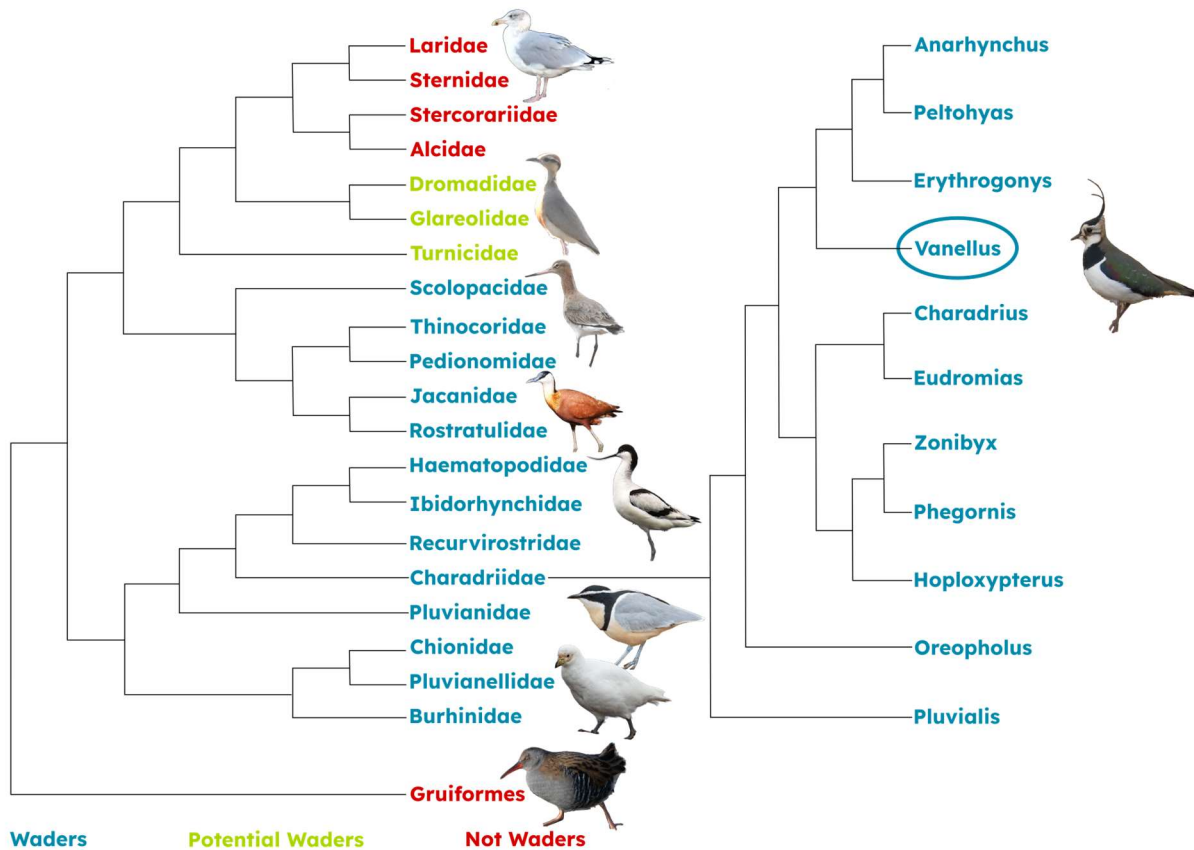 Laridae
Sternidae
Stercorariidae
Alcidae
Dromadidae
Glareolidae
Turnicidae
Scolopacidae
Thinocoridae
Pedionomidae
Jacanidae
Rostratulidae
Haematopodidae
Ibidorhynchidae
Recurvirostridae
Charadriidae
Pluvianidae
Chionidae
Pluvianellidae
Burhinidae
Gruiformes
Anarhynchus
Peltohyas
Erythrogonys
Vanellus
Charadrius
Eudromias
Zonibyx
Phegornis
Hoploxypterus
Oreopholus
Pluvialis
Waders
Potential Waders
Not Waders